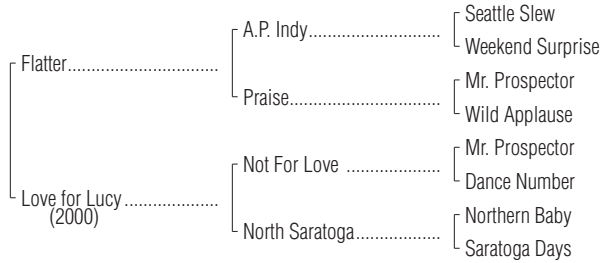 Seattle Slew
A.P. Indy............................
Weekend Surprise
Flatter................................
Mr. Prospector
Praise................................
Wild Applause
Mr. Prospector
Not For Love ....................
Dance Number
Love for Lucy ....................
(2000)
Northern Baby
North Saratoga..................
Saratoga Days